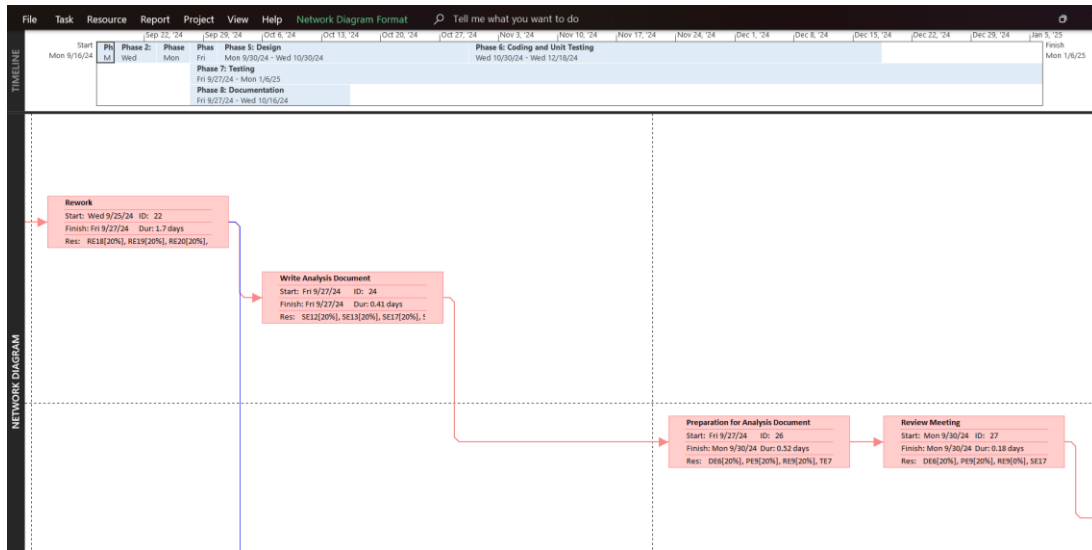 File Task Resource Report Project View Help Network Diagram Format Tell me what you want to do
Sep 22, '24 Sep 29, '24 Oct 6, '24 Oct 13, '24 Oct 20, '24 Oct 27, '24 Nov 3, '24 Nov 10, '24 Nov 17, '24 Nov 24, '24 Dec 1, '24 Dec 8, '24 Dec 15, '24 Dec 22, '24 Dec 29, '24 Jan 5, '25
TIMELINE
Start
Mon 9/16/24
Ph Phase 2: Phase Phas Phase 5: Design Phase 6: Coding and Unit Testing
M Wed Mon Fri Mon 9/30/24 - Wed 10/30/24 Wed 10/30/24 - Wed 12/18/24
Finish
Mon 1/6/25
Phase 7: Testing
Fri 9/27/24 - Mon 1/6/25
Phase 8: Documentation
Fri 9/27/24 - Wed 10/16/24
NETWORK DIAGRAM
Rework
Start: Wed 9/25/24 ID: 22
Finish: Fri 9/27/24 Dur: 1.7 days
Res: RE18[20%], RE19[20%], RE20[20%],
Write Analysis Document
Start: Fri 9/27/24 ID: 24
Finish: Fri 9/27/24 Dur: 0.41 days
Res: SE12[20%], SE13[20%], SE17[20%],
Preparation for Analysis Document
Start: Fri 9/27/24 ID: 26
Finish: Mon 9/30/24 Dur: 0.52 days
Res: DE6[20%], PE9[20%], RE9[20%], TE7
Review Meeting
Start: Mon 9/30/24 ID: 27
Finish: Mon 9/30/24 Dur: 0.18 days
Res: DE6[20%], PE9[20%], RE9[0%], SE17